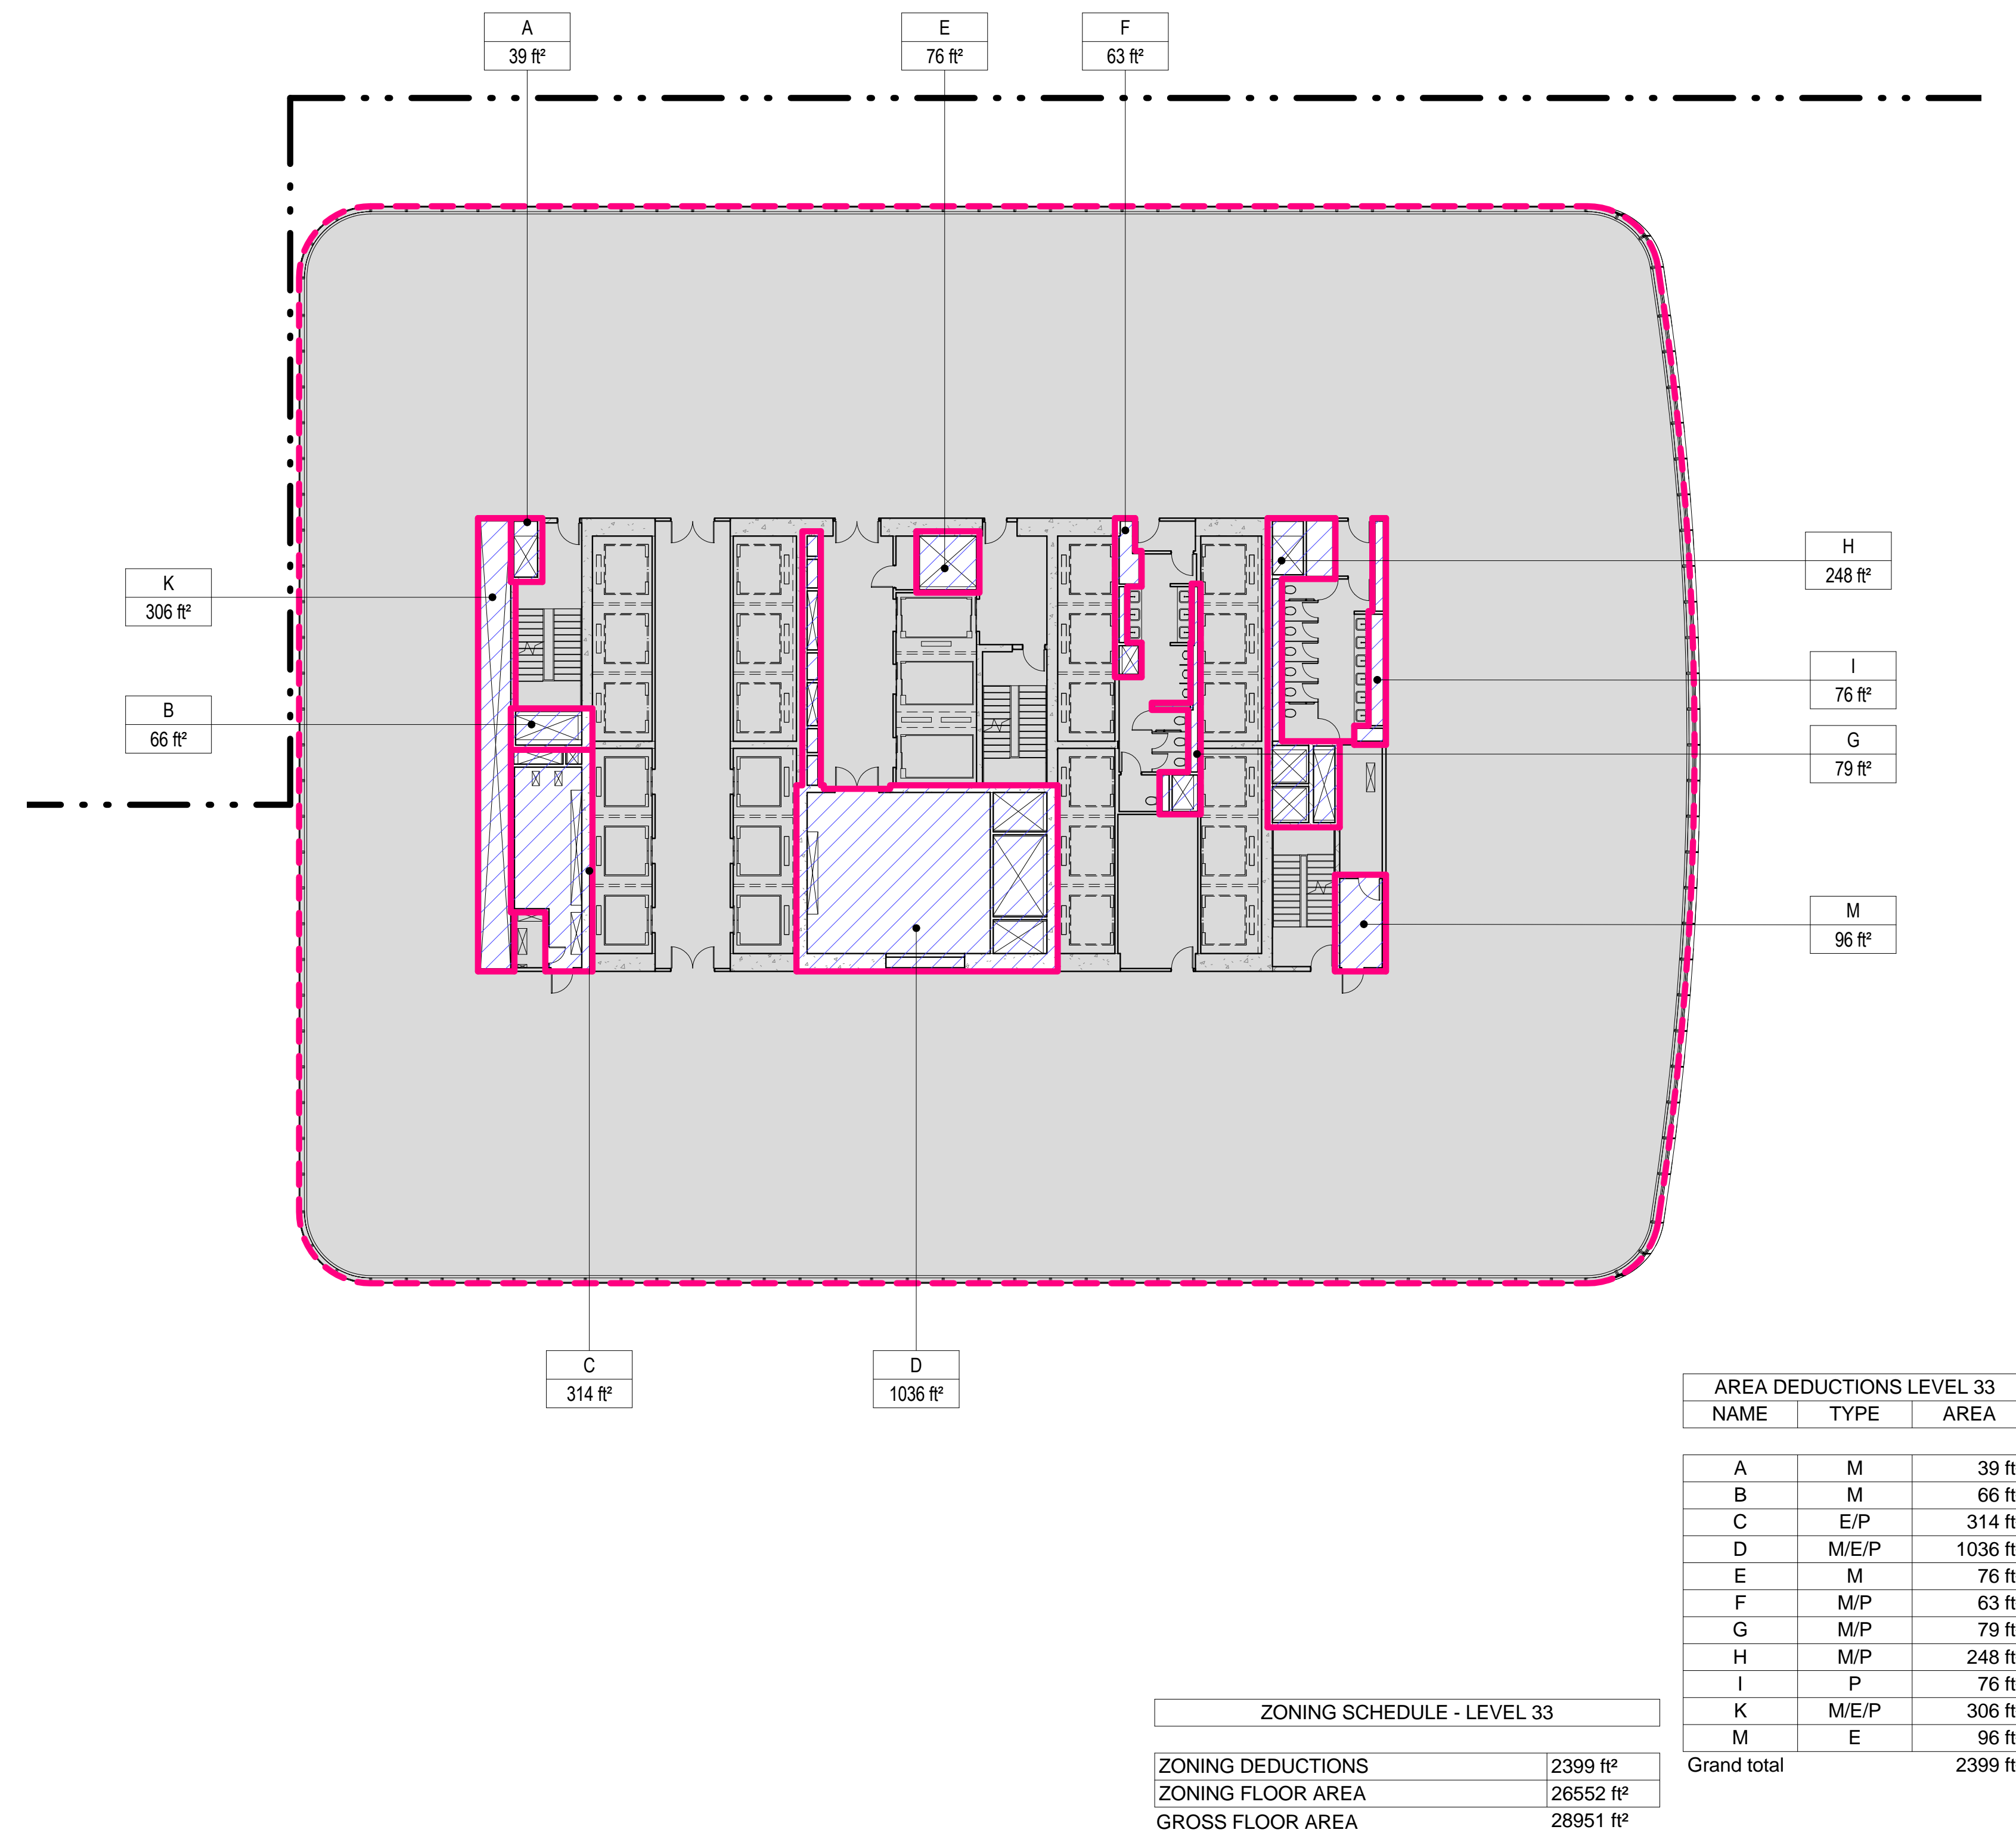 A
39 ft²
E
76 ft²
F
63 ft²
H
248 ft²
K
306 ft²
I
76 ft²
B
66 ft²
G
79 ft²
M
96 ft²
C
314 ft²
D
1036 ft²
AREA DEDUCTIONS LEVEL 33
NAME TYPE AREA
A M 39 ft
B M 66 ft
C E/P 314 ft
D M/E/P 1036 ft
E M 76 ft
F M/P 63 ft
G M/P 79 ft
H M/P 248 ft
I P 76 ft
K M/E/P 306 ft
M E 96 ft
Grand total 2399 ft
ZONING SCHEDULE - LEVEL 33
ZONING DEDUCTIONS 2399 ft²
ZONING FLOOR AREA 26552 ft²
GROSS FLOOR AREA 28951 ft²